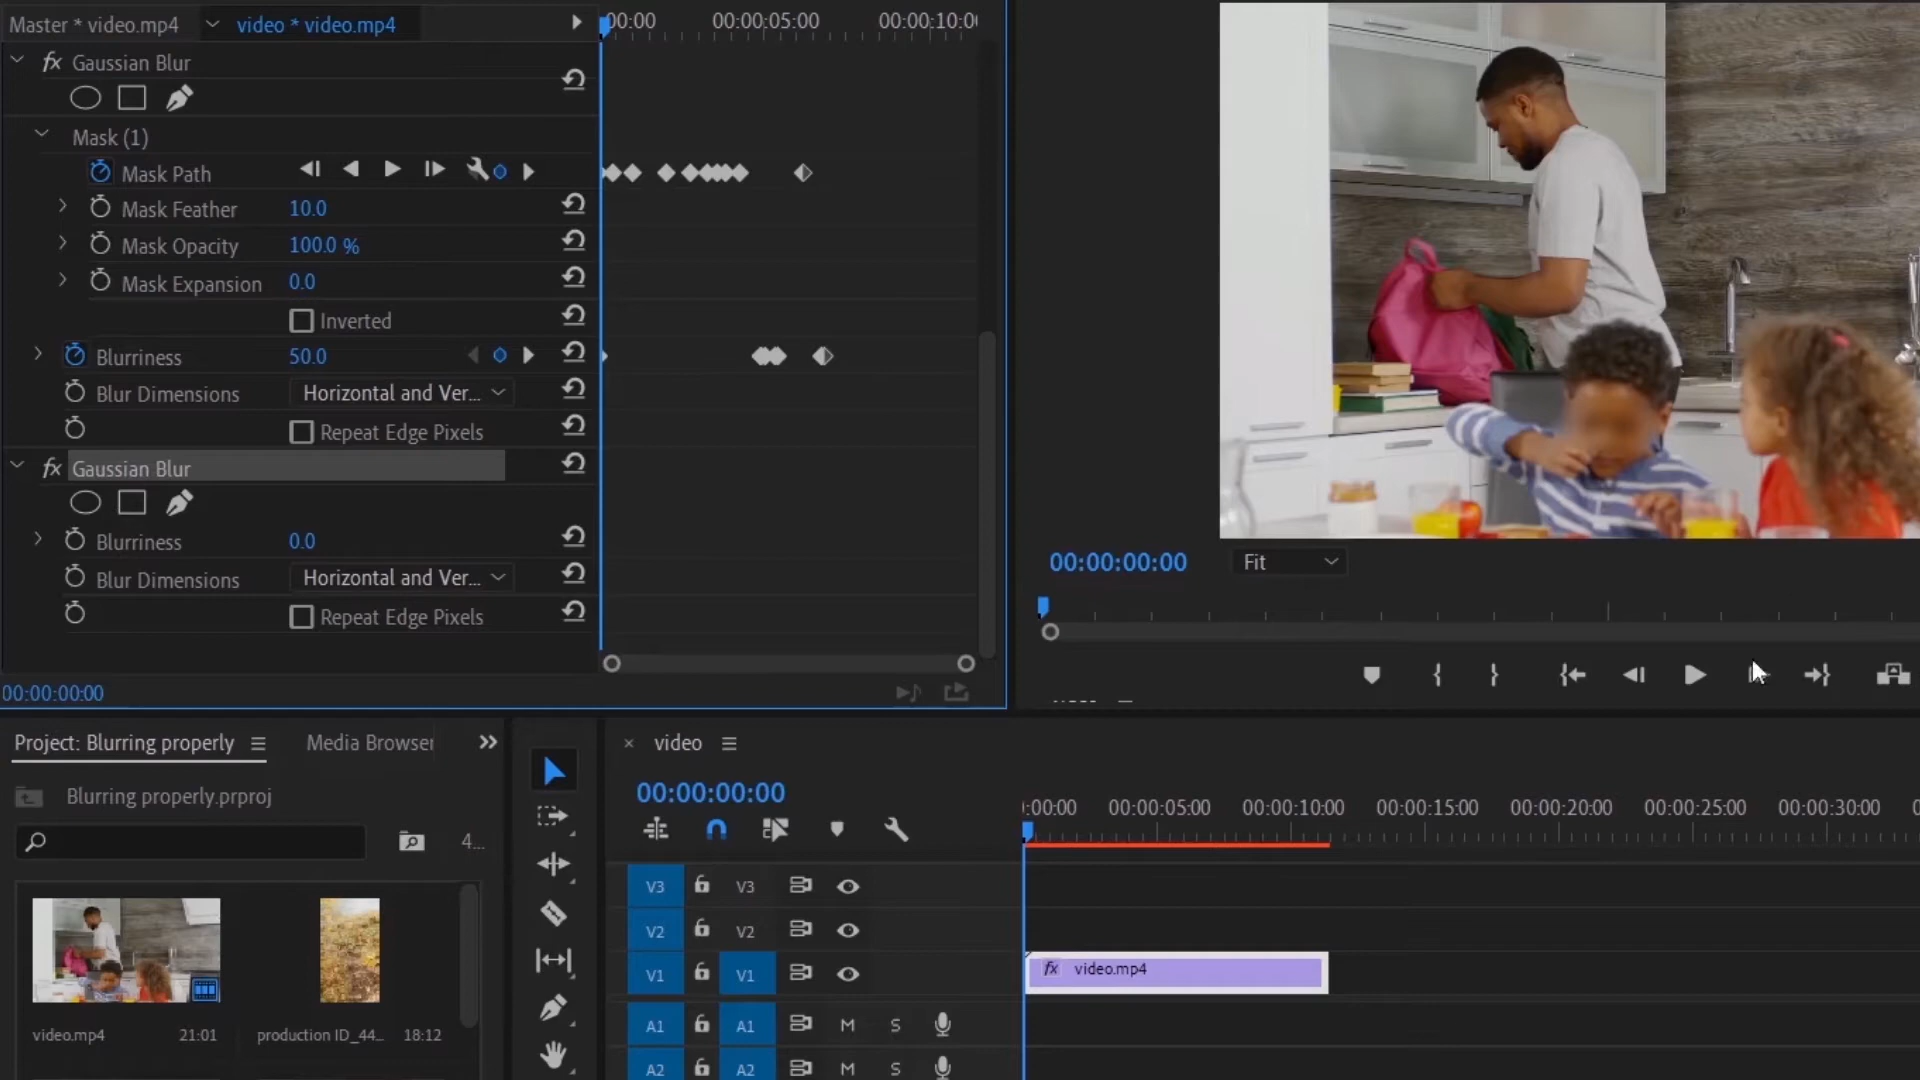 Master * video.mp4
video * video.mp4
00:00
00:00:05:00
00:00:10:0
fx Gaussian Blur
Mask (1)
Mask Path
Mask Feather 10.0
Mask Opacity 100.0 %
Mask Expansion 0.0
Inverted
Blurriness 50.0
Blur Dimensions Horizontal and Ver...
Repeat Edge Pixels
fx Gaussian Blur
Blurriness 0.0
Blur Dimensions Horizontal and Ver...
Repeat Edge Pixels
00:00:00:00
00:00:00:00 Fit
Project: Blurring properly
Media Browser
Blurring properly.prproj
4...
video.mp4 21:01
production ID_44... 18:12
× video
00:00:00:00
:00:00 00:00:05:00 00:00:10:00 00:00:15:00 00:00:20:00 00:00:25:00 00:00:30:00
V3 V3
V2 V2
V1 V1
fx video.mp4
A1 A1 M S
A2 A2 M S